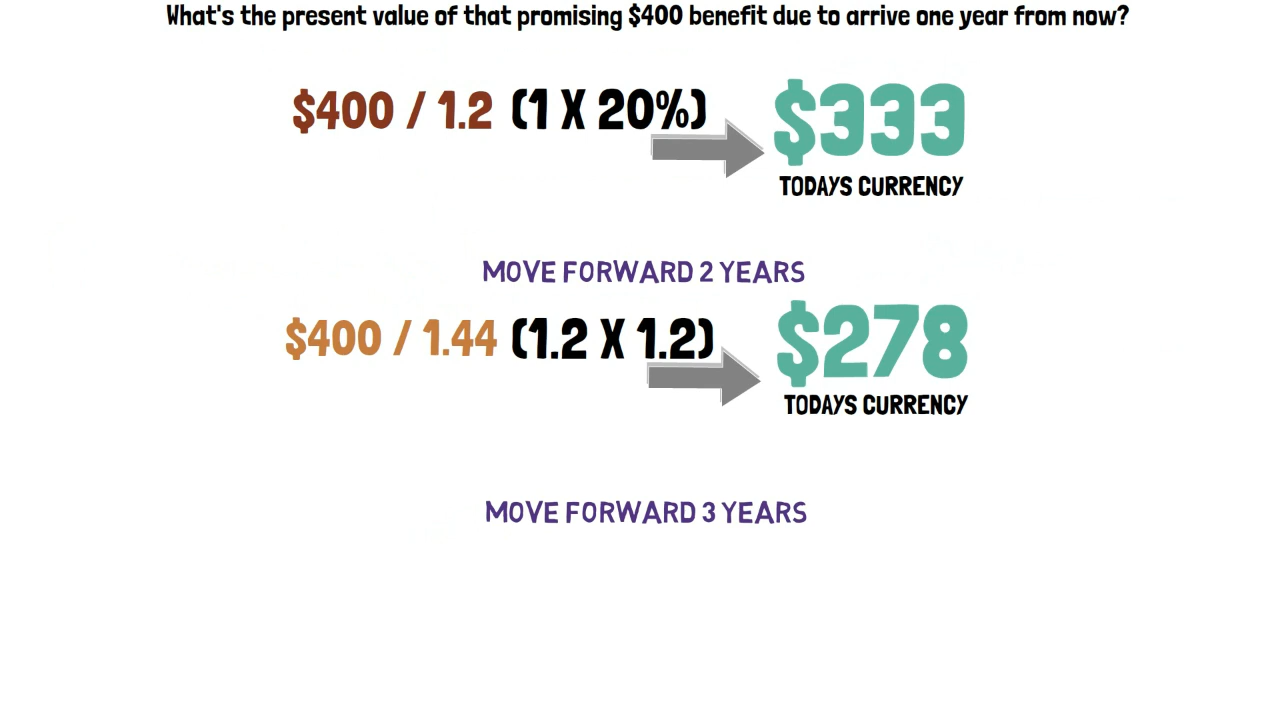 What's the present value of that promising $400 benefit due to arrive one year from now?
$400 / 1.2 (1 X 20%) $333
TODAYS CURRENCY
MOVE FORWARD 2 YEARS
$400 / 1.44 (1.2 X 1.2) $278
TODAYS CURRENCY
MOVE FORWARD 3 YEARS